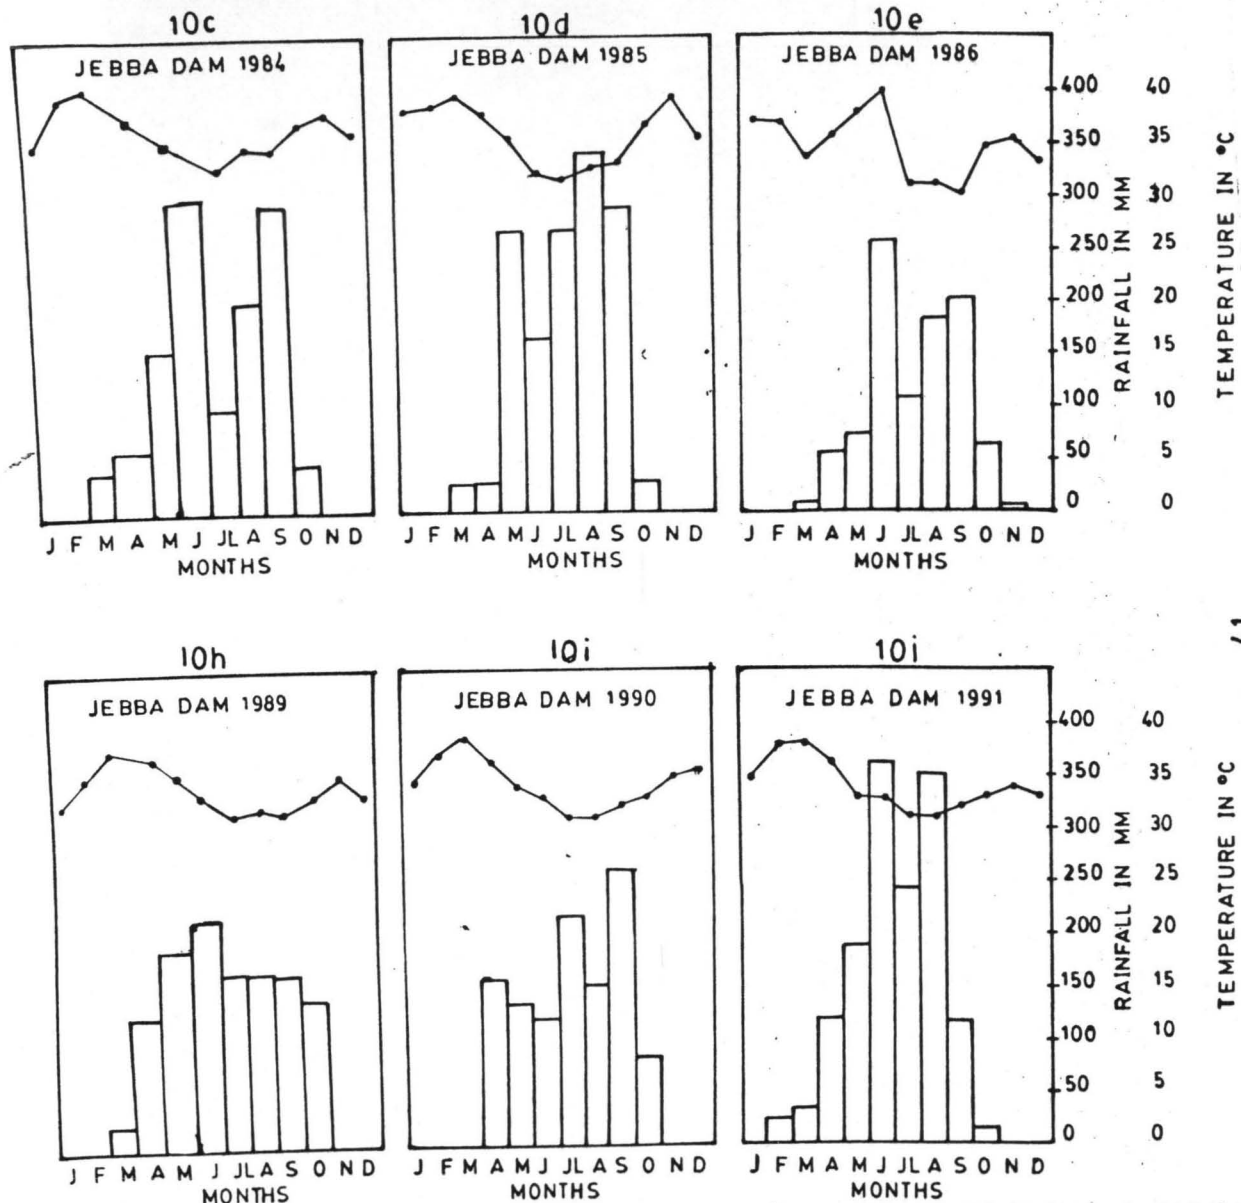 10c 10d 10e
JEBBA DAM 1984 JEBBA DAM 1985 JEBBA DAM 1986
400 40
350 35
300 30
250 25
200 20
150 15
100 10
50 5
0 0
RAINFALL IN MM
TEMPERATURE IN °C
J F M A M J JL A S O N D
MONTHS
J F M A M J JL A S O N D
MONTHS
J F M A M J JL A S O N D
MONTHS
10h 10i 10i
JEBBA DAM 1989 JEBBA DAM 1990 JEBBA DAM 1991
400 40
350 35
300 30
250 25
200 20
150 15
100 10
50 5
0 0
RAINFALL IN MM
TEMPERATURE IN °C
J F M A M J JL A S O N D
MONTHS
J F M A M J JL A S O N D
MONTHS
J F M A M J JL A S O N D
MONTHS